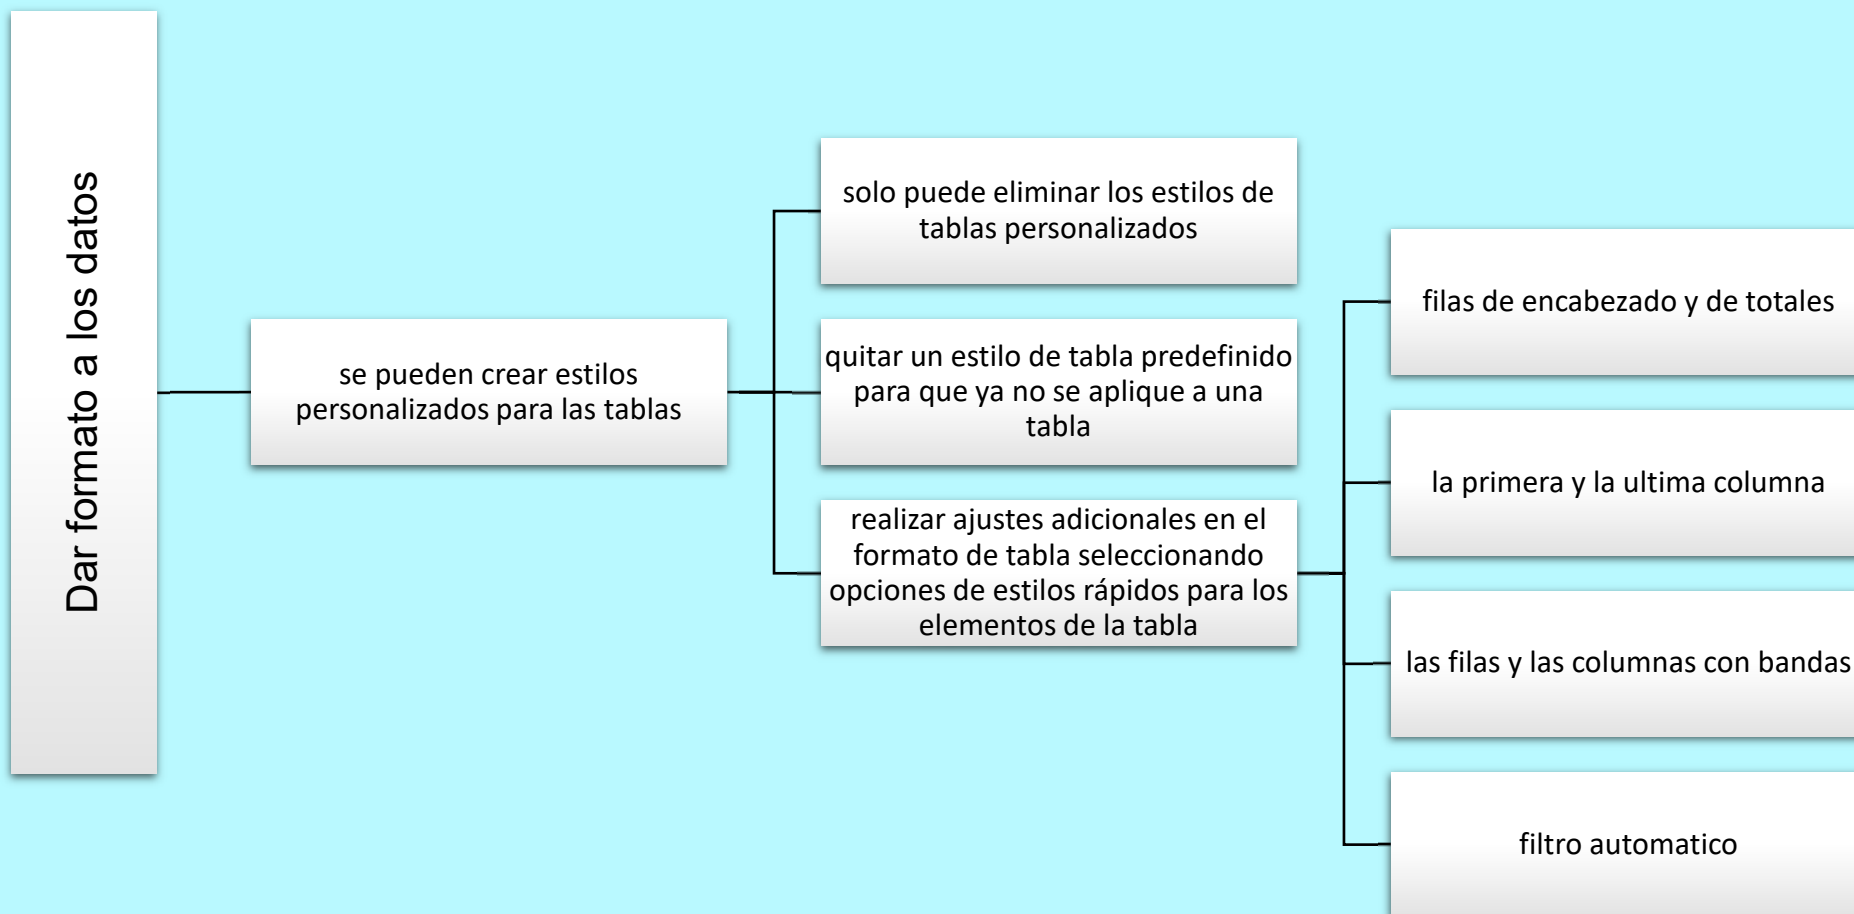 Dar formato a los datos
se pueden crear estilos
personalizados para las tablas
solo puede eliminar los estilos de
tablas personalizados
quitar un estilo de tabla predefinido
para que ya no se aplique a una
tabla
realizar ajustes adicionales en el
formato de tabla seleccionando
opciones de estilos rápidos para los
elementos de la tabla
filas de encabezado y de totales
la primera y la ultima columna
las filas y las columnas con bandas
filtro automatico